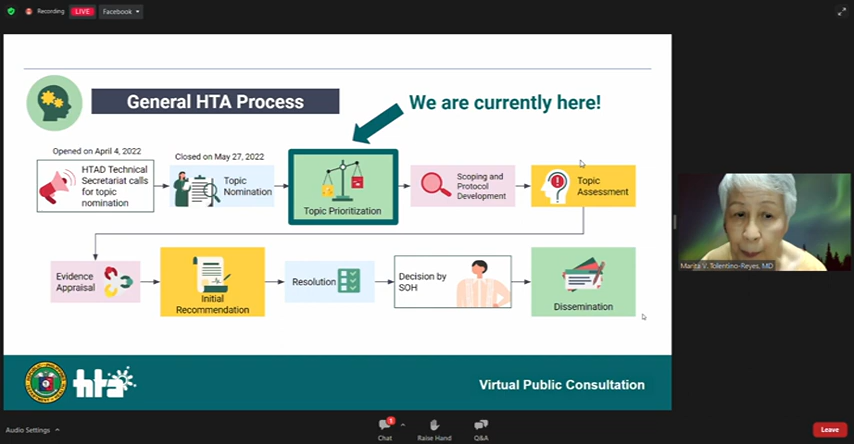 Recording
LIVE
Facebook
General HTA Process
We are currently here!
Opened on April 4, 2022
HTAD Technical
Secretariat calls
for topic
nomination
Closed on May 27, 2022
Topic
Nomination
Topic Prioritization
Scoping and
Protocol
Development
Topic
Assessment
Evidence
Appraisal
Initial
Recommendation
Resolution
Decision by
SOH
Dissemination
Marita V. Tolentino-Reyes, MD
hta
Virtual Public Consultation
Audio Settings
Chat
Raise Hand
Q&A
Leave